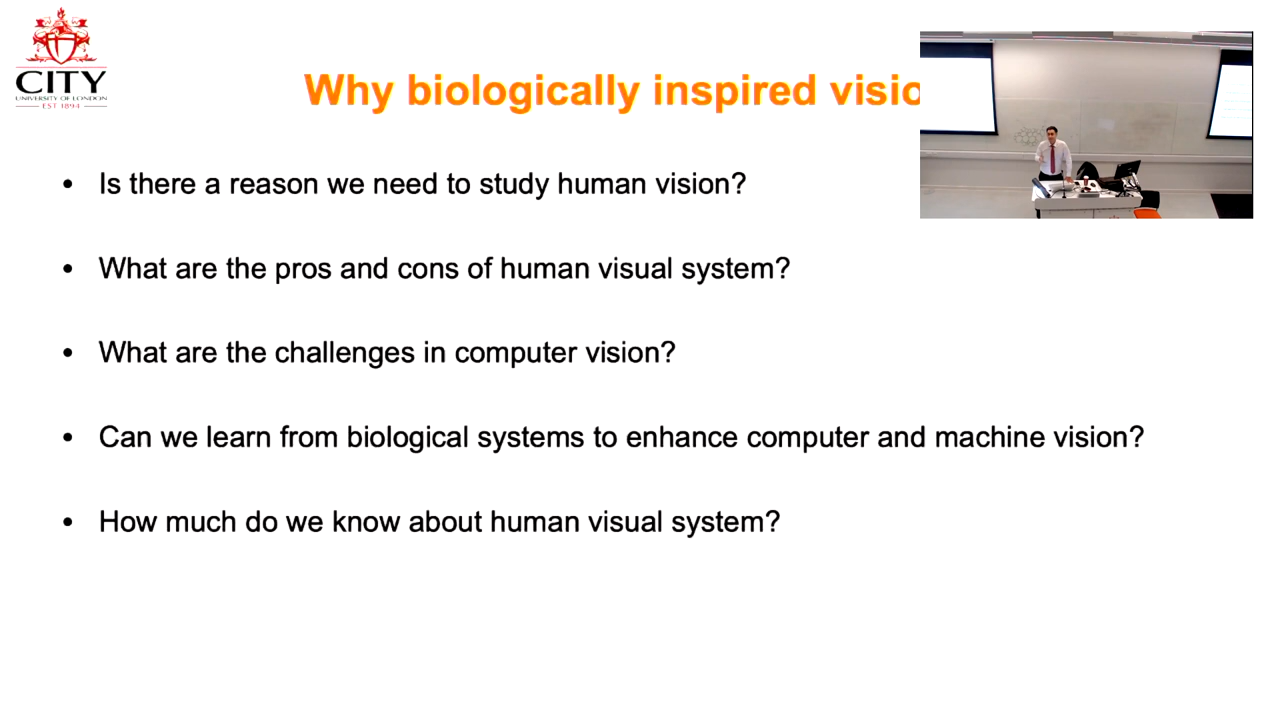 CITY
UNIVERSITY OF LONDON
EST 1894
Why biologically inspired visio
• Is there a reason we need to study human vision?
• What are the pros and cons of human visual system?
• What are the challenges in computer vision?
• Can we learn from biological systems to enhance computer and machine vision?
• How much do we know about human visual system?